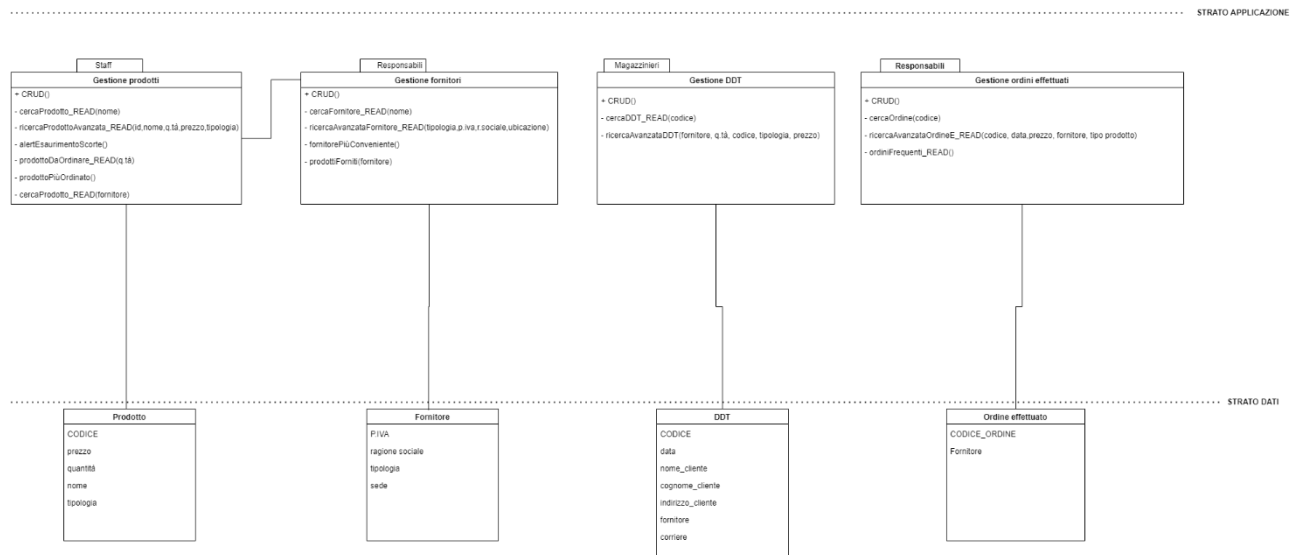 STRATO APPLICAZIONE
Staff
Gestione prodotti
+ CRUD()
- cercaProdotto_READ(nome)
- ricercaProdottoAvanzata_READ(id,nome,q.tà,prezzo,tipologia)
- alertEsaurimentoScorte()
- prodottoDaOrdinare_READ(q.tà)
- prodottoPiùOrdinato()
- cercaProdotto_READ(fornitore)
Responsabili
Gestione fornitori
+ CRUD()
- cercaFornitore_READ(nome)
- ricercaAvanzataFornitore_READ(tipologia,p.iva,r.sociale,ubicazione)
- fornitorePiùConveniente()
- prodottiForniti(fornitore)
Magazzinieri
Gestione DDT
+ CRUD()
- cercaDDT_READ(codice)
- ricercaAvanzataDDT(fornitore, q.tà, codice, tipologia, prezzo)
Responsabili
Gestione ordini effettuati
+ CRUD()
- cercaOrdine(codice)
- ricercaAvanzataOrdineE_READ(codice, data,prezzo, fornitore, tipo prodotto)
- ordiniFrequenti_READ()
STRATO DATI
Prodotto
CODICE
prezzo
quantità
nome
tipologia
Fornitore
P.IVA
ragione sociale
tipologia
sede
DDT
CODICE
data
nome_cliente
cognome_cliente
indirizzo_cliente
fornitore
corriere
Ordine effettuato
CODICE_ORDINE
Fornitore